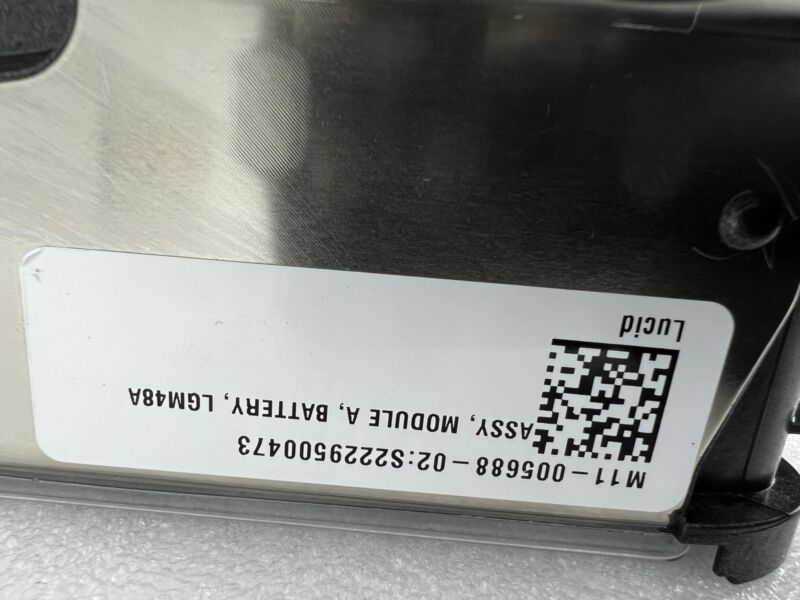 M11-005688-02:S2229500473
ASSY, MODULE A, BATTERY, LGM48A
Lucid